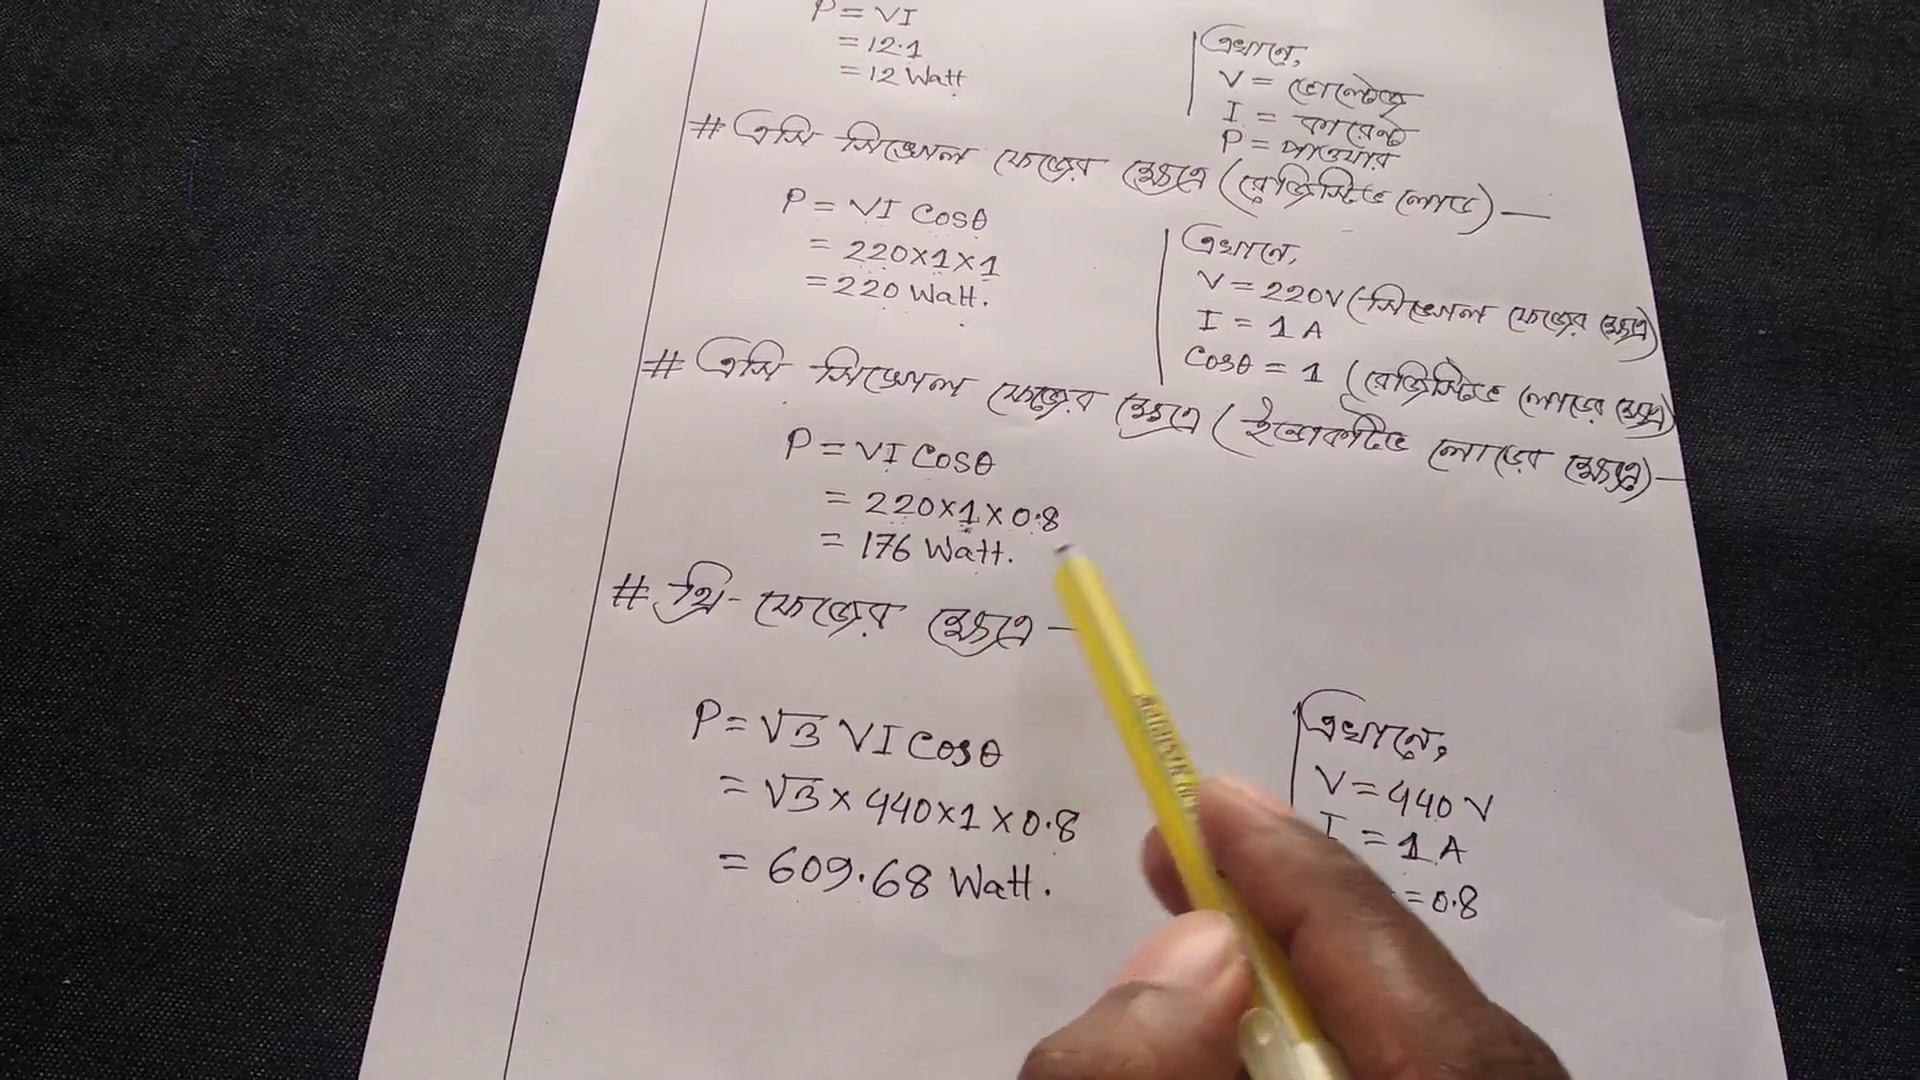 P = VI
= 12·1
= 12 Watt
এখানে,
V = ভোল্টেজ
I = কারেন্ট
P = পাওয়ার
# এসি সিঙ্গেল ফেজের ক্ষেত্রে (রেজিস্টিভ লোড) —
P = VI Cosθ
= 220×1×1
= 220 Watt.
এখানে,
V = 220V (সিঙ্গেল ফেজের ক্ষেত্রে)
I = 1 A
Cosθ = 1 (রেজিস্টিভ লোডের ক্ষেত্রে)
# এসি সিঙ্গেল ফেজের ক্ষেত্রে (ইন্ডাকটিভ লোডের ক্ষেত্রে) —
P = VI Cosθ
= 220×1×0.8
= 176 Watt.
# থ্রি-ফেজের ক্ষেত্রে —
P = √3 VI Cosθ
= √3 × 440×1×0.8
= 609.68 Watt.
এখানে,
V = 440 V
I = 1 A
= 0.8